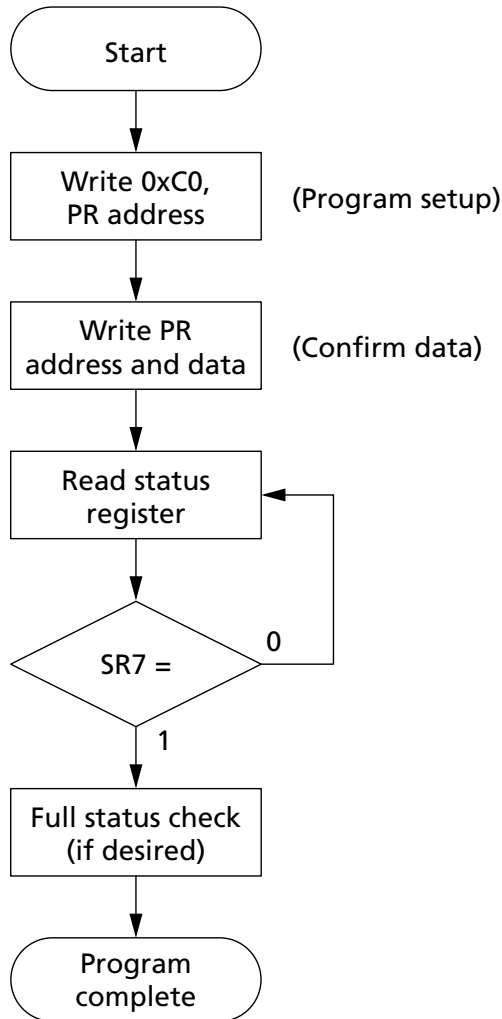 Start
Write 0xC0,
PR address
(Program setup)
Write PR
address and data
(Confirm data)
Read status
register
SR7 =
0
1
Full status check
(if desired)
Program
complete